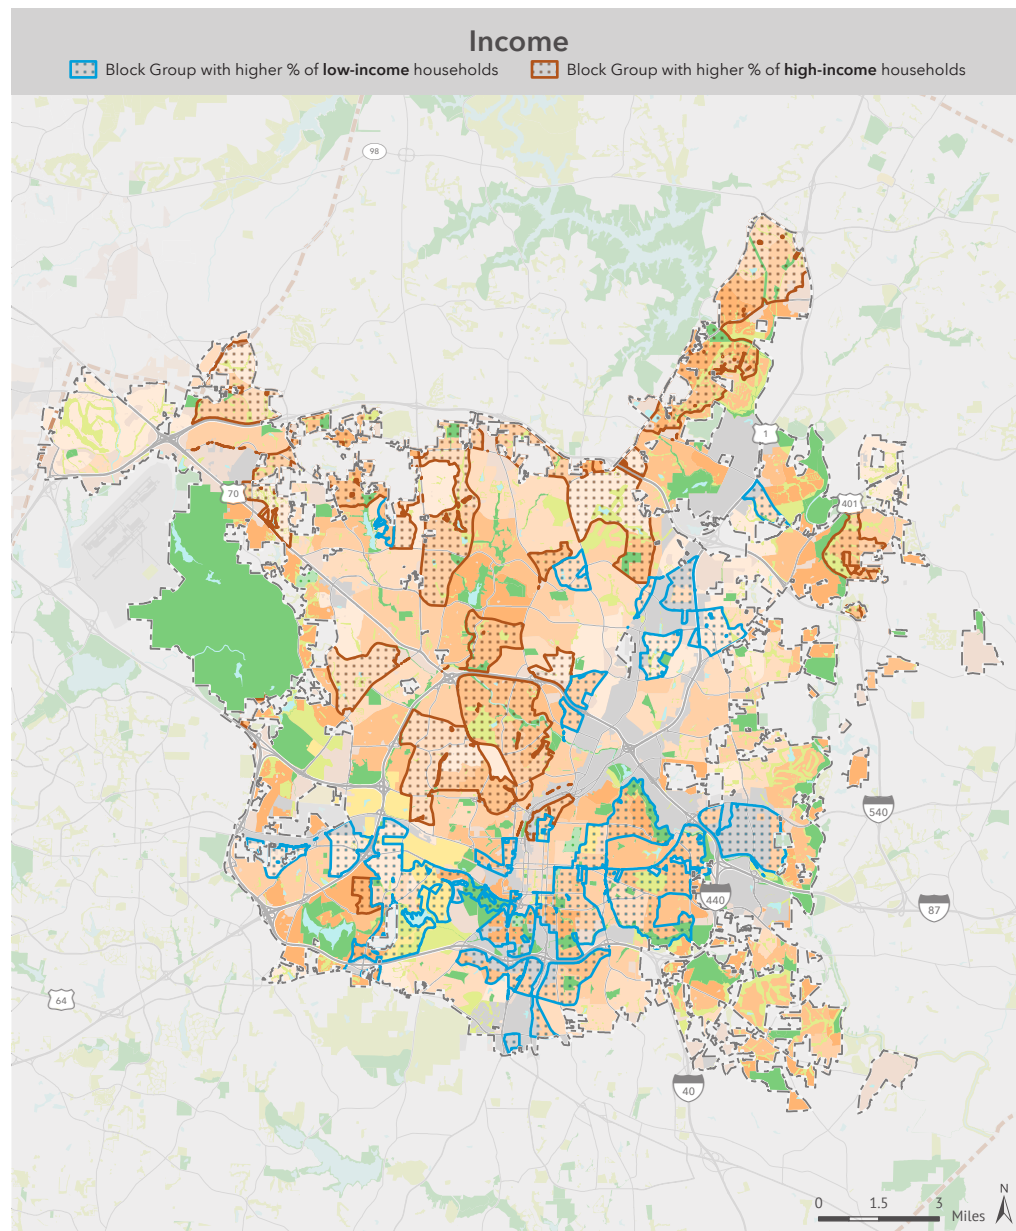 Income
Block Group with higher % of low-income households
Block Group with higher % of high-income households
98
1
70
401
540
440
87
64
40
0 1.5 3
Miles
N